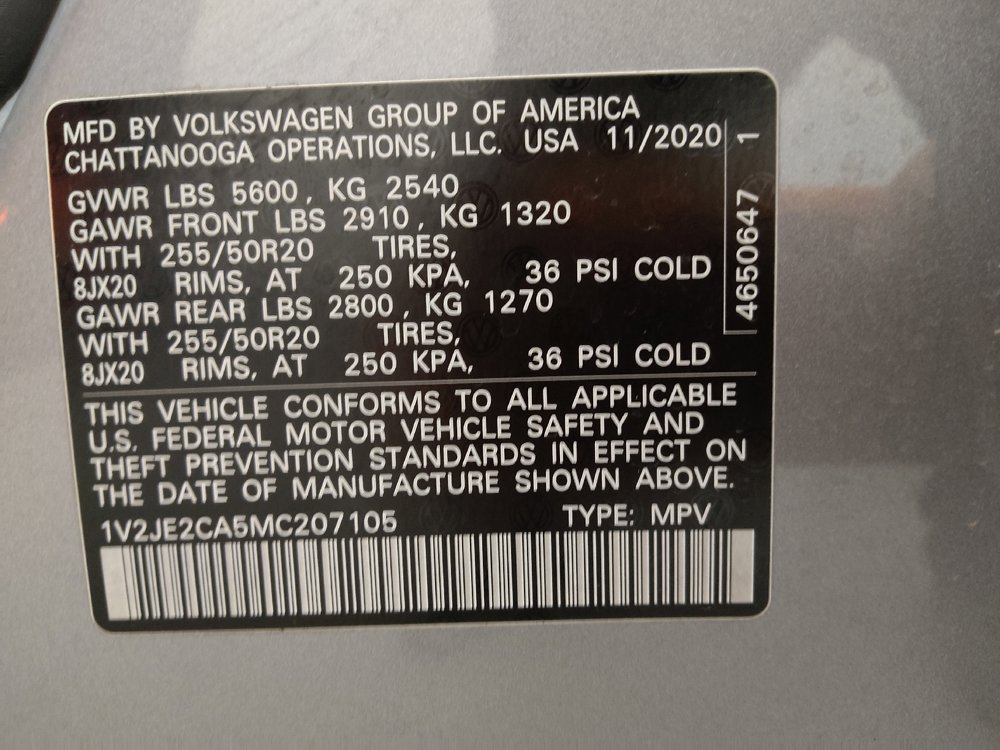 MFD BY VOLKSWAGEN GROUP OF AMERICA
CHATTANOOGA OPERATIONS, LLC. USA 11/2020
GVWR LBS 5600, KG 2540
GAWR FRONT LBS 2910, KG 1320
WITH 255/50R20 TIRES,
8JX20 RIMS, AT 250 KPA, 36 PSI COLD
GAWR REAR LBS 2800, KG 1270
WITH 255/50R20 TIRES,
8JX20 RIMS, AT 250 KPA, 36 PSI COLD
4650647 1
THIS VEHICLE CONFORMS TO ALL APPLICABLE
U.S. FEDERAL MOTOR VEHICLE SAFETY AND
THEFT PREVENTION STANDARDS IN EFFECT ON
THE DATE OF MANUFACTURE SHOWN ABOVE.
1V2JE2CA5MC207105 TYPE: MPV